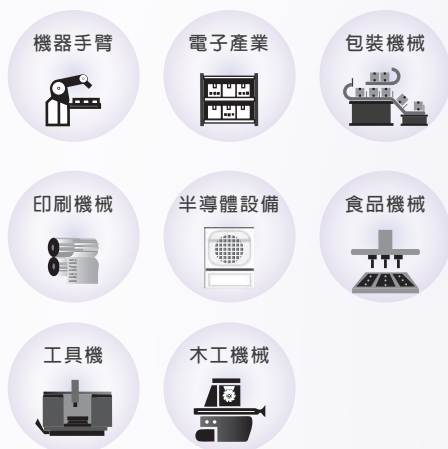 機器手臂
電子產業
包裝機械
印刷機械
半導體設備
食品機械
工具機
木工機械